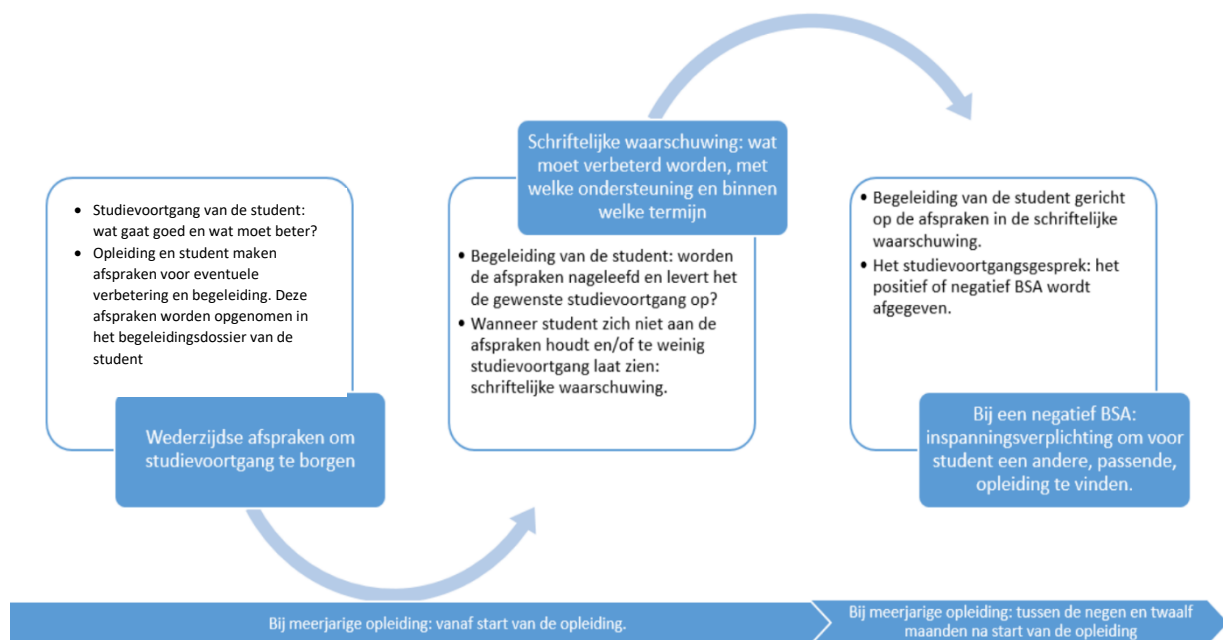 • Studievoortgang van de student:
wat gaat goed en wat moet beter?
• Opleiding en student maken
afspraken voor eventuele
verbetering en begeleiding. Deze
afspraken worden opgenomen in
het begeleidingsdossier van de
student
Wederzijdse afspraken om
studievoortgang te borgen
Schriftelijke waarschuwing: wat
moet verbeterd worden, met
welke ondersteuning en binnen
welke termijn
• Begeleiding van de student: worden
de afspraken nageleefd en levert het
de gewenste studievoortgang op?
• Wanneer student zich niet aan de
afspraken houdt en/of te weinig
studievoortgang laat zien:
schriftelijke waarschuwing.
• Begeleiding van de student gericht
op de afspraken in de schriftelijke
waarschuwing.
• Het studievoortgangsgesprek: het
positief of negatief BSA wordt
afgegeven.
Bij een negatief BSA:
inspanningsverplichting om voor
student een andere, passende,
opleiding te vinden.
Bij meerjarige opleiding: vanaf start van de opleiding.
Bij meerjarige opleiding: tussen de negen en twaalf
maanden na start van de opleiding